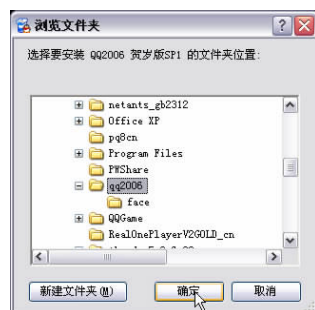 浏览文件夹
选择要安装 QQ2006 贺岁版SP1 的文件夹位置:
netants_gb2312
Office XP
pq8cn
Program Files
PWShare
qq2006
face
QQGame
RealOnePlayerV2GOLD_cn
新建文件夹(M) 确定 取消